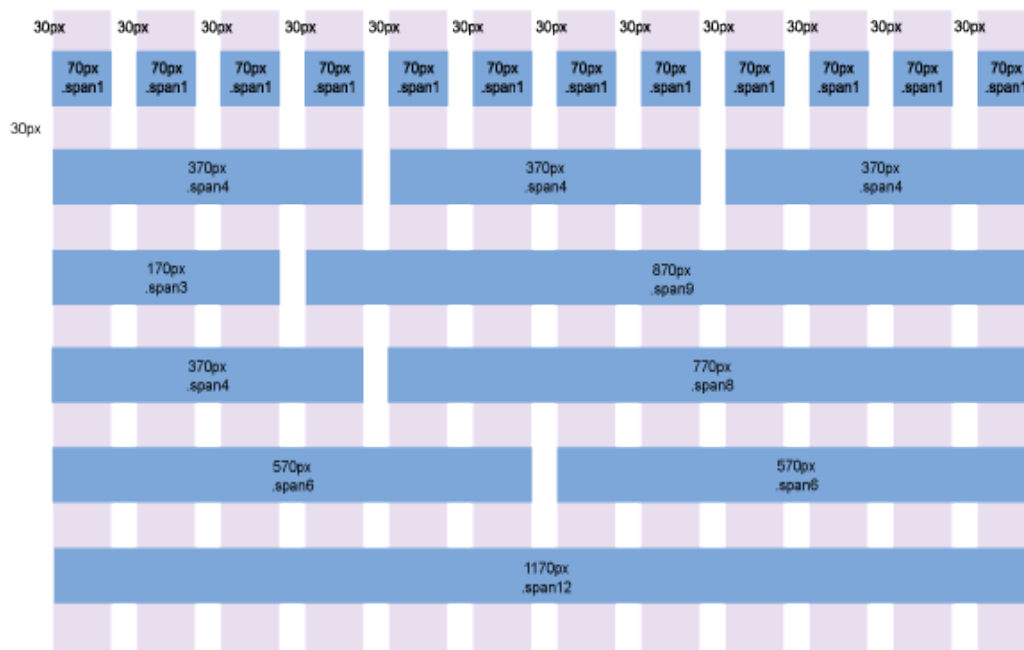 30px 30px 30px 30px 30px 30px 30px 30px 30px 30px 30px 30px
70px 70px 70px 70px 70px 70px 70px 70px 70px 70px 70px 70px
.span1 .span1 .span1 .span1 .span1 .span1 .span1 .span1 .span1 .span1 .span1 .span1
30px
370px 370px 370px
.span4 .span4 .span4
170px 870px
.span3 .span9
370px 770px
.span4 .span8
570px 570px
.span6 .span6
1170px
.span12